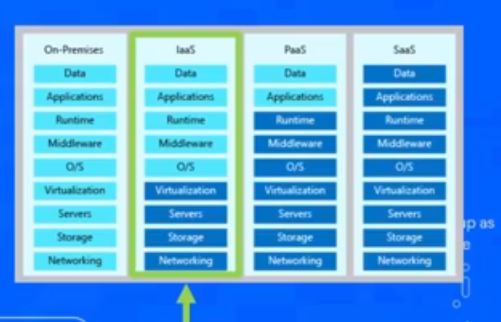 On-Premises IaaS PaaS SaaS
Data Data Data Data
Applications Applications Applications Applications
Runtime Runtime Runtime Runtime
Middleware Middleware Middleware Middleware
O/S O/S O/S O/S
Virtualization Virtualization Virtualization Virtualization
Servers Servers Servers Servers
Storage Storage Storage Storage
Networking Networking Networking Networking
p as
e